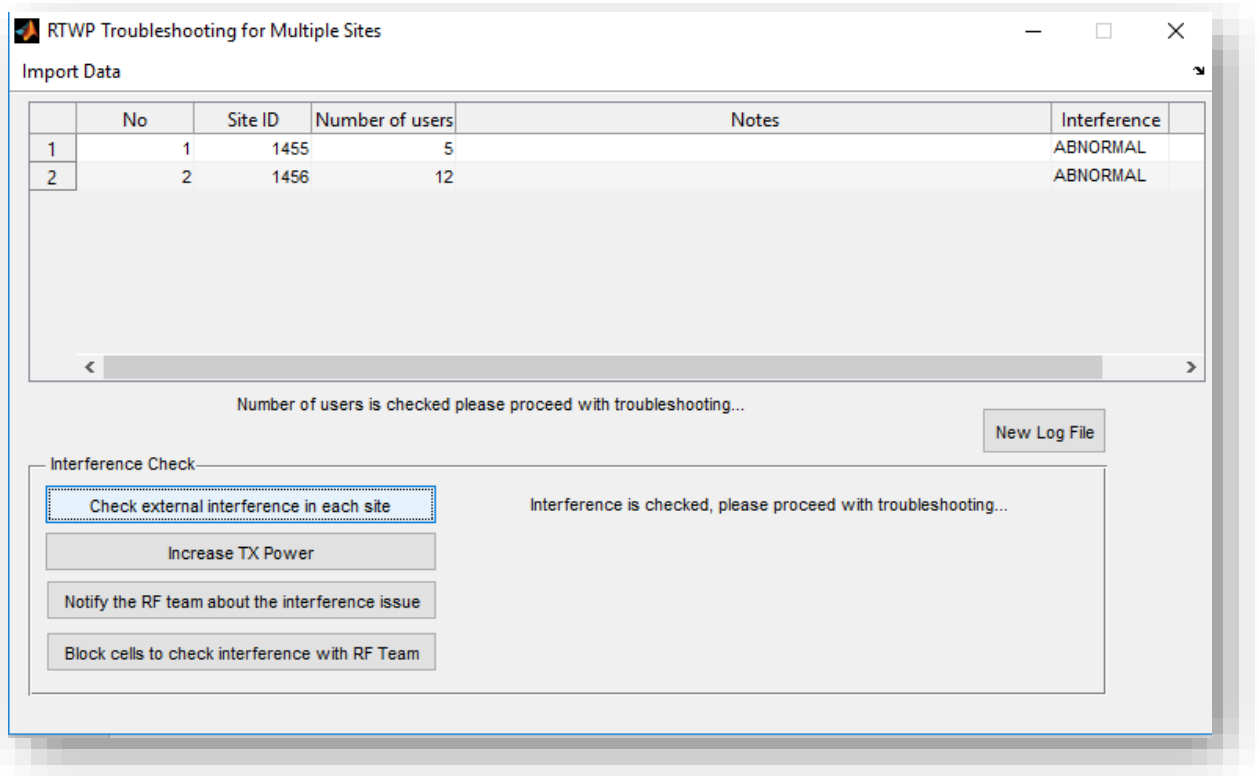 RTWP Troubleshooting for Multiple Sites
Import Data
No Site ID Number of users Notes Interference
1 1 1455 5 ABNORMAL
2 2 1456 12 ABNORMAL
Number of users is checked please proceed with troubleshooting...
New Log File
Interference Check
Check external interference in each site
Interference is checked, please proceed with troubleshooting...
Increase TX Power
Notify the RF team about the interference issue
Block cells to check interference with RF Team